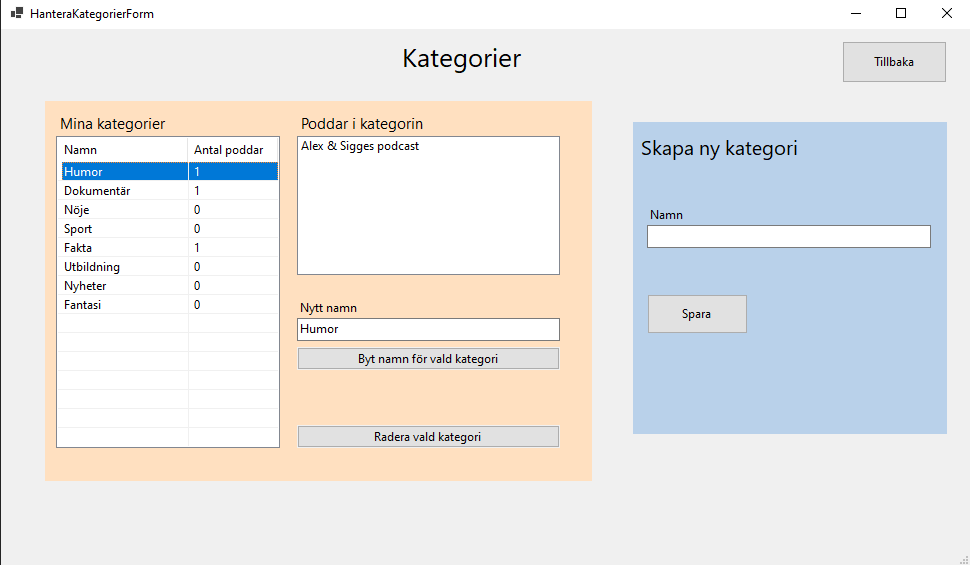 HanteraKategorierForm
Kategorier
Tillbaka
Mina kategorier
Namn Antal poddar
Humor 1
Dokumentär 1
Nöje 0
Sport 0
Fakta 1
Utbildning 0
Nyheter 0
Fantasi 0
Poddar i kategorin
Alex & Sigges podcast
Nytt namn
Humor
Byt namn för vald kategori
Radera vald kategori
Skapa ny kategori
Namn
Spara